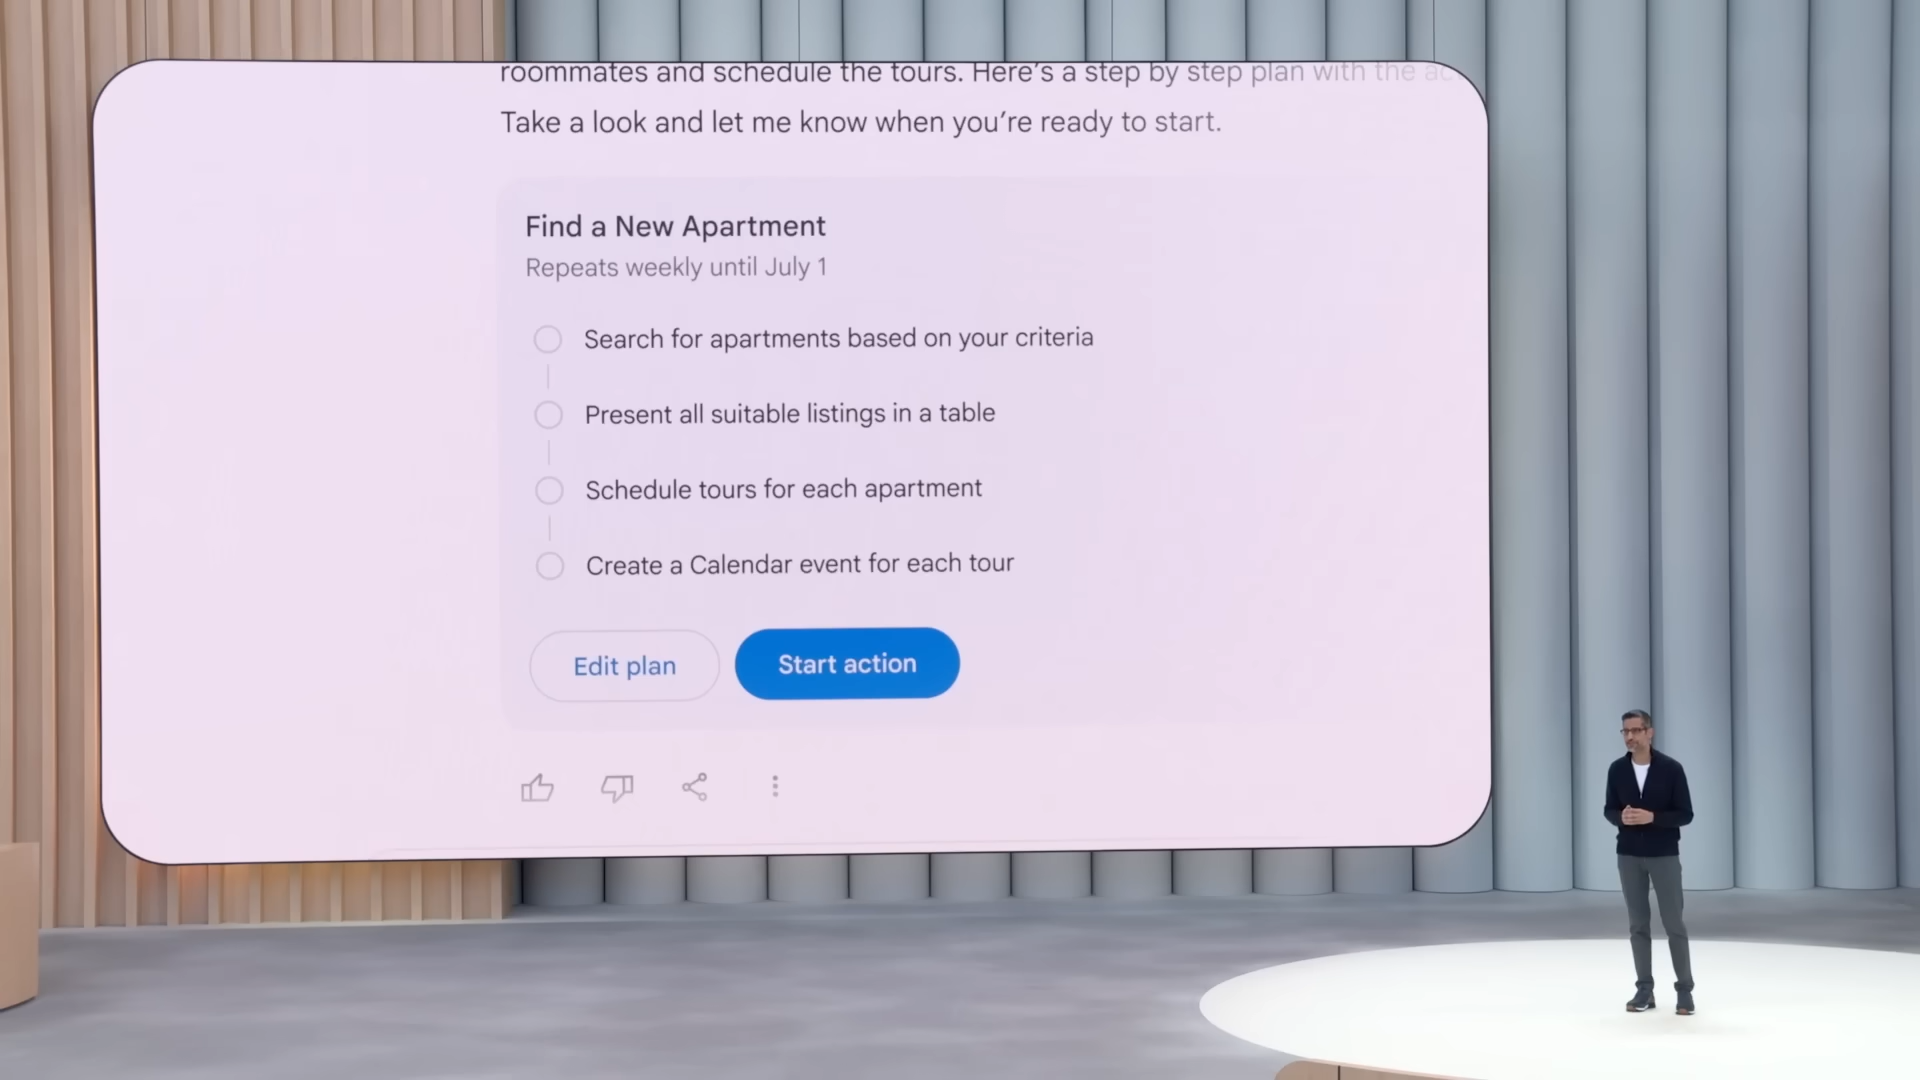 roommates and schedule the tours. Here's a step by step plan with the
Take a look and let me know when you're ready to start.
Find a New Apartment
Repeats weekly until July 1
Search for apartments based on your criteria
Present all suitable listings in a table
Schedule tours for each apartment
Create a Calendar event for each tour
Edit plan
Start action